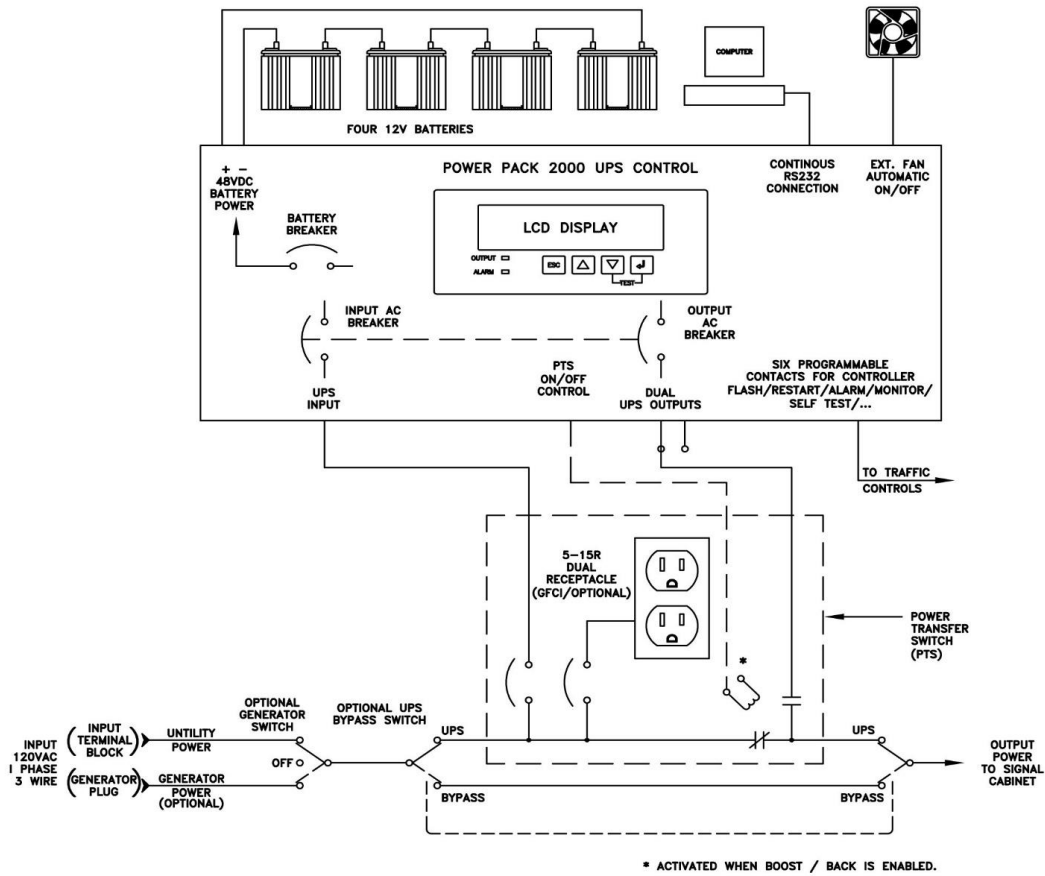 COMPUTER
FOUR 12V BATTERIES
+ -
48VDC
BATTERY
POWER
POWER PACK 2000 UPS CONTROL
CONTINOUS
RS232
CONNECTION
EXT. FAN
AUTOMATIC
ON/OFF
BATTERY
BREAKER
LCD DISPLAY
OUTPUT
ALARM
ESC
TEST
INPUT AC
BREAKER
OUTPUT
AC
BREAKER
UPS
INPUT
PTS
ON/OFF
CONTROL
DUAL
UPS OUTPUTS
SIX PROGRAMMABLE
CONTACTS FOR CONTROLLER
FLASH/RESTART/ALARM/MONITOR/
SELF TEST/...
TO TRAFFIC
CONTROLS
5-15R
DUAL
RECEPTACLE
(GFCI/OPTIONAL)
POWER
TRANSFER
SWITCH
(PTS)
*
INPUT
120VAC
I PHASE
3 WIRE
(INPUT
TERMINAL
BLOCK)
(GENERATOR
PLUG)
UNTILITY
POWER
GENERATOR
POWER
(OPTIONAL)
OPTIONAL
GENERATOR
SWITCH
OFF
OPTIONAL UPS
BYPASS SWITCH
UPS
BYPASS
UPS
BYPASS
OUTPUT
POWER
TO SIGNAL
CABINET
* ACTIVATED WHEN BOOST / BACK IS ENABLED.